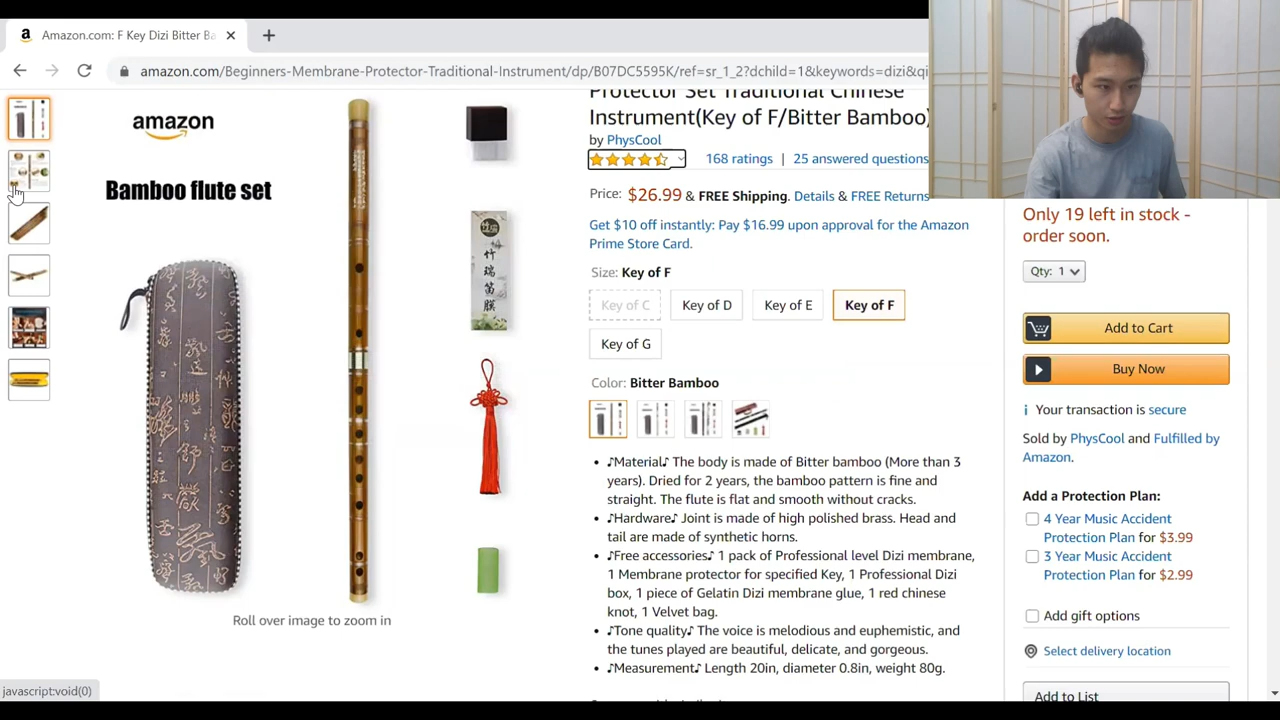 Amazon.com: F Key Dizi Bitter Ba
amazon.com/Beginners-Membrane-Protector-Traditional-Instrument/dp/B07DC5595K/ref=sr_1_2?dchild=1&keywords=dizi&qi
amazon
Bamboo flute set
竹
瑞
笛
膜
Roll over image to zoom in
Protector Set Traditional Chinese
Instrument(Key of F/Bitter Bamboo)
by PhysCool
168 ratings | 25 answered questions
Price: $26.99 & FREE Shipping. Details & FREE Returns
Get $10 off instantly: Pay $16.99 upon approval for the Amazon
Prime Store Card.
Size: Key of F
Key of C
Key of D
Key of E
Key of F
Key of G
Color: Bitter Bamboo
• ♪Material♪ The body is made of Bitter bamboo (More than 3
years). Dried for 2 years, the bamboo pattern is fine and
straight. The flute is flat and smooth without cracks.
• ♪Hardware♪ Joint is made of high polished brass. Head and
tail are made of synthetic horns.
• ♪Free accessories♪ 1 pack of Professional level Dizi membrane,
1 Membrane protector for specified Key, 1 Professional Dizi
box, 1 piece of Gelatin Dizi membrane glue, 1 red chinese
knot, 1 Velvet bag.
• ♪Tone quality♪ The voice is melodious and euphemistic, and
the tunes played are beautiful, delicate, and gorgeous.
• ♪Measurement♪ Length 20in, diameter 0.8in, weight 80g.
Only 19 left in stock -
order soon.
Qty: 1
Add to Cart
Buy Now
Your transaction is secure
Sold by PhysCool and Fulfilled by
Amazon.
Add a Protection Plan:
4 Year Music Accident
Protection Plan for $3.99
3 Year Music Accident
Protection Plan for $2.99
Add gift options
Select delivery location
Add to List
javascript:void(0)